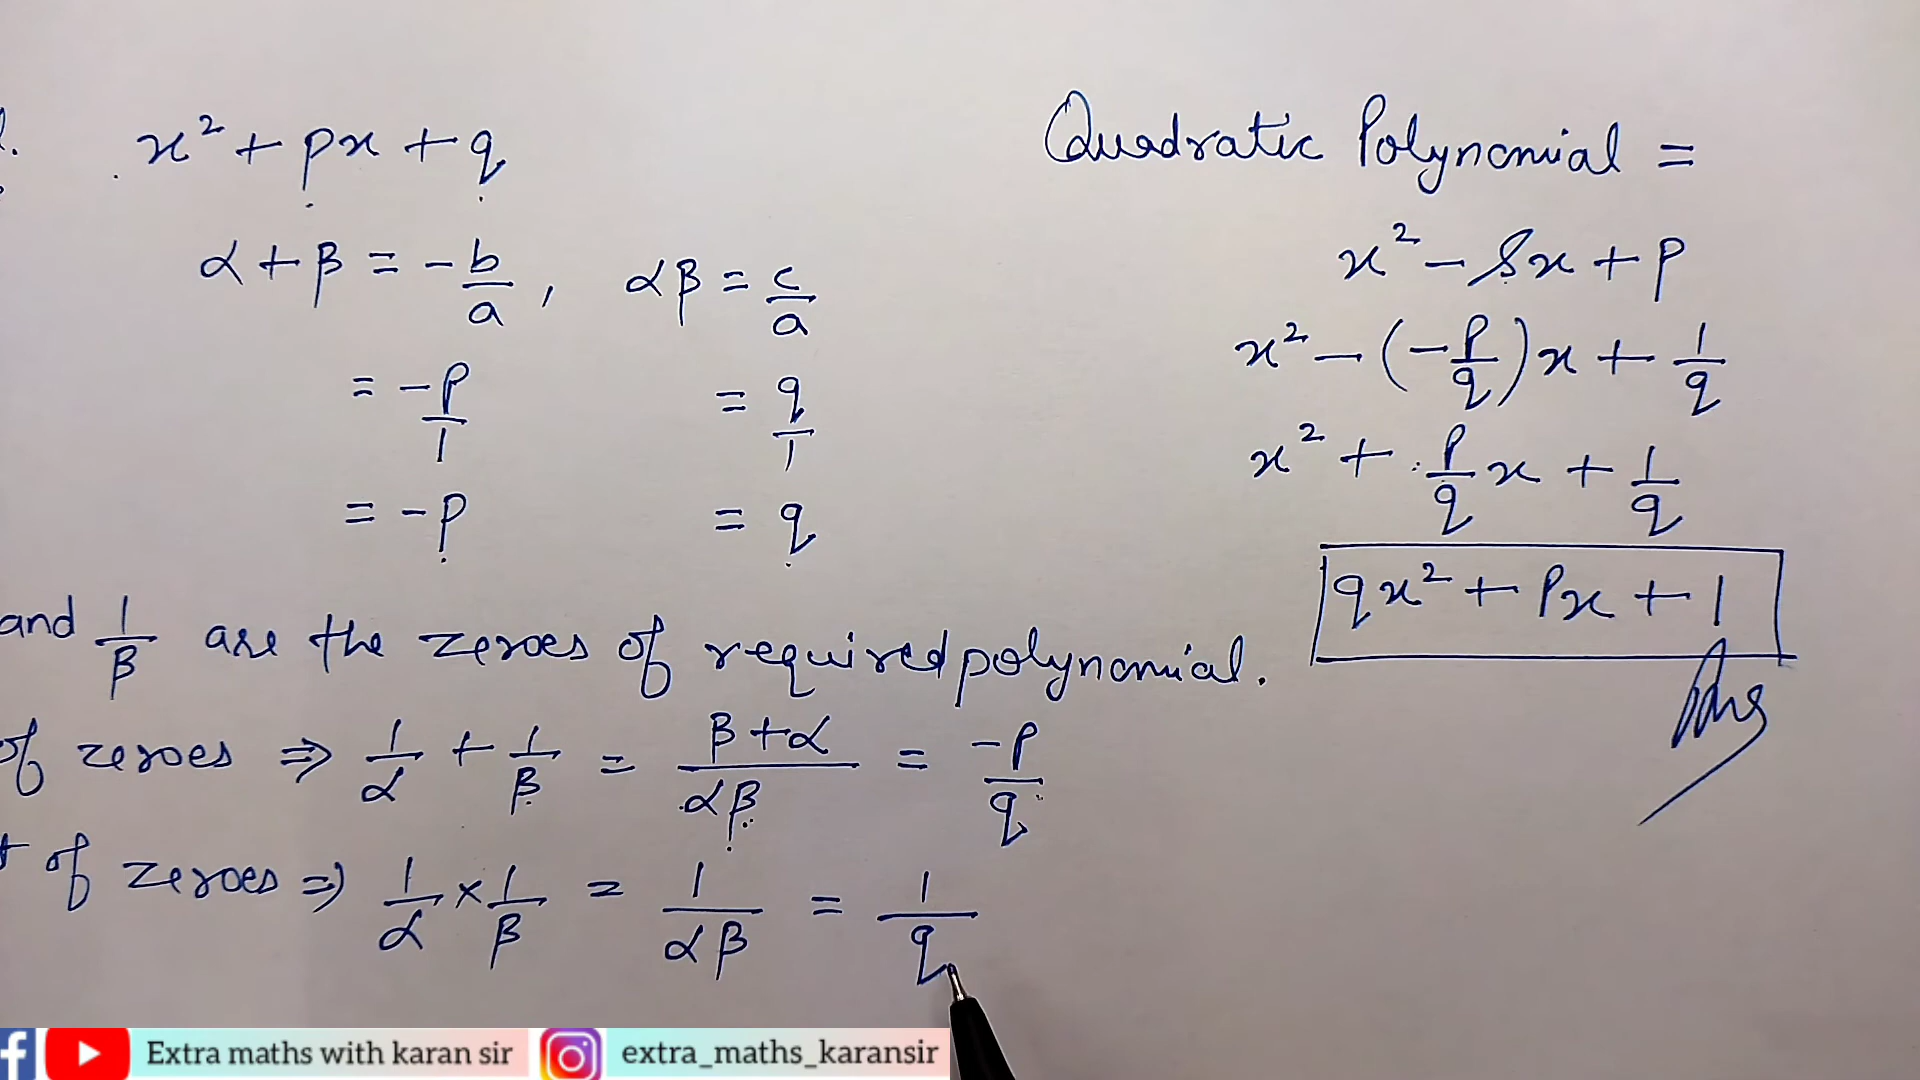 x² + px + q
α + β = -b/a , αβ = c/a
= -p/1 = q/1
= -p = q
and 1/β are the zeroes of required polynomial.
of zeroes ⇒ 1/α + 1/β = β+α/αβ = -p/q
of zeroes ⇒ 1/α × 1/β = 1/αβ = 1/q
Quadratic Polynomial =
x² - Sx + P
x² - (-p/q)x + 1/q
x² + p/q x + 1/q
qx² + px + 1
Ans
Extra maths with karan sir extra_maths_karansir